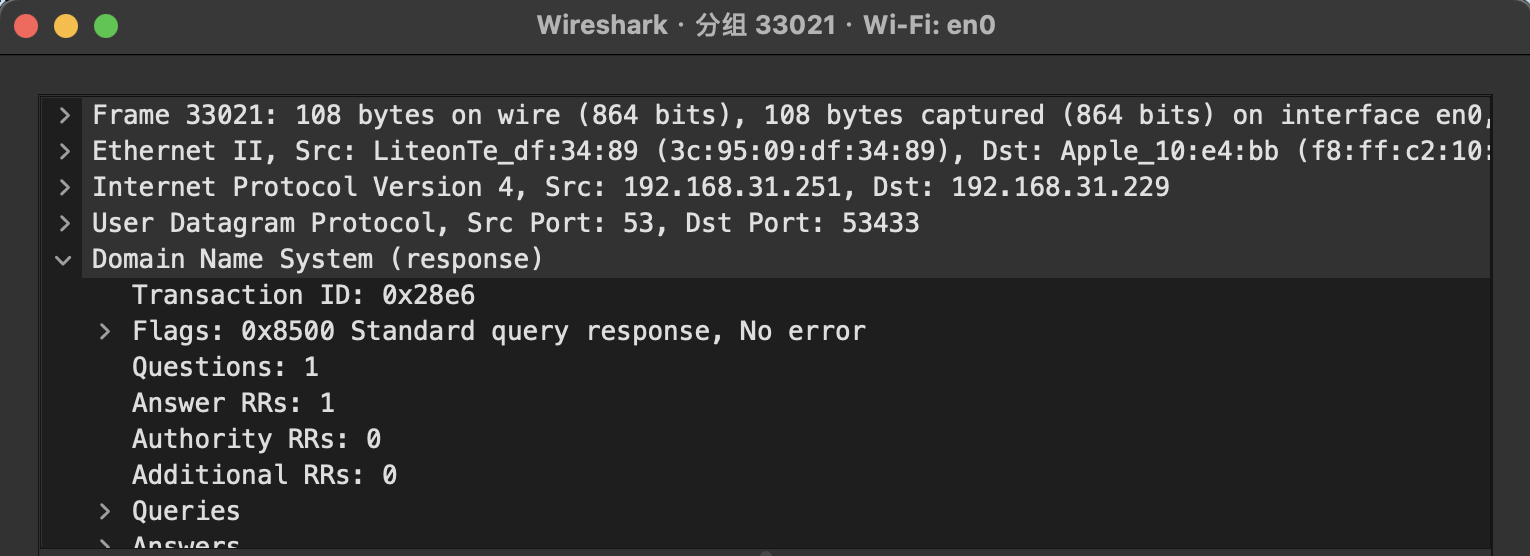 Wireshark · 分组 33021 · Wi-Fi: en0
Frame 33021: 108 bytes on wire (864 bits), 108 bytes captured (864 bits) on interface en0,
Ethernet II, Src: LiteonTe_df:34:89 (3c:95:09:df:34:89), Dst: Apple_10:e4:bb (f8:ff:c2:10:
Internet Protocol Version 4, Src: 192.168.31.251, Dst: 192.168.31.229
User Datagram Protocol, Src Port: 53, Dst Port: 53433
Domain Name System (response)
Transaction ID: 0x28e6
Flags: 0x8500 Standard query response, No error
Questions: 1
Answer RRs: 1
Authority RRs: 0
Additional RRs: 0
Queries
Answers